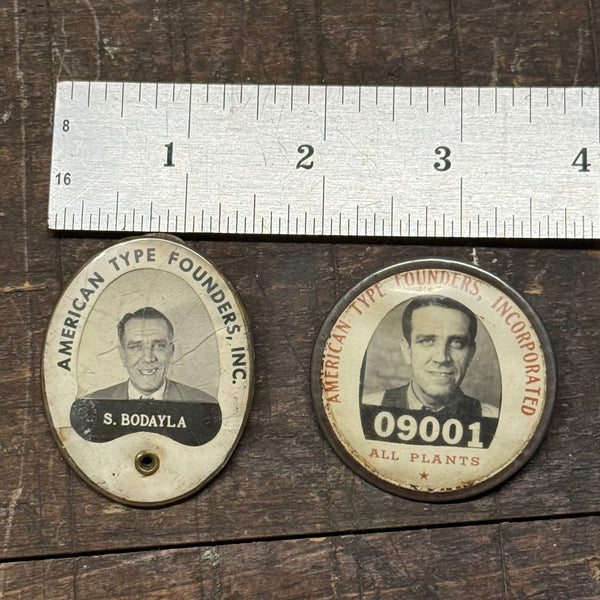 8
1 2 3 4
16
AMERICAN TYPE FOUNDERS, INC.
S. BODAYLA
AMERICAN TYPE FOUNDERS, INCORPORATED
09001
ALL PLANTS